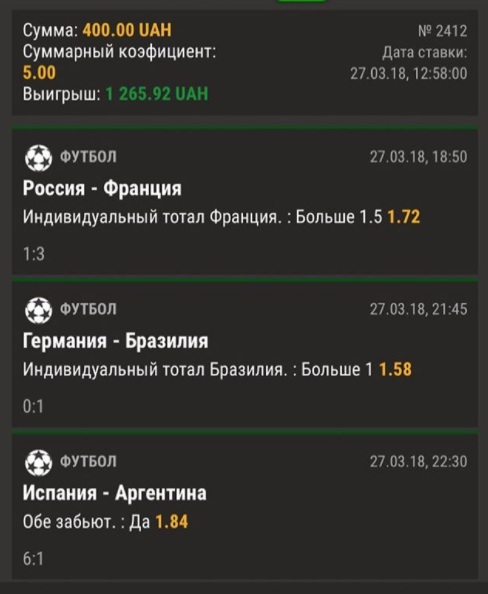 Сумма: 400.00 UAH
№ 2412
Суммарный коэфициент:
5.00
Дата ставки:
27.03.18, 12:58:00
Выигрыш: 1 265.92 UAH
ФУТБОЛ
27.03.18, 18:50
Россия - Франция
Индивидуальный тотал Франция. : Больше 1.5 1.72
1:3
ФУТБОЛ
27.03.18, 21:45
Германия - Бразилия
Индивидуальный тотал Бразилия. : Больше 1 1.58
0:1
ФУТБОЛ
27.03.18, 22:30
Испания - Аргентина
Обе забьют. : Да 1.84
6:1